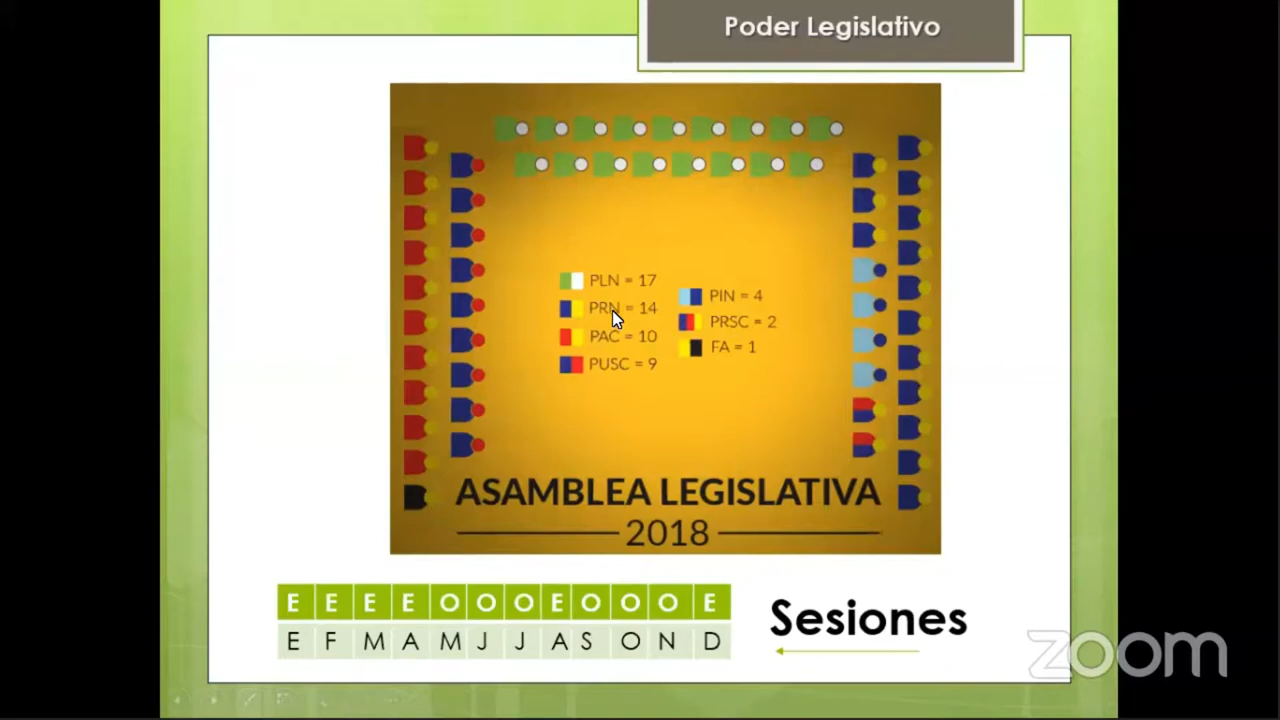 Poder Legislativo
PLN = 17
PRN = 14
PAC = 10
PUSC = 9
PIN = 4
PRSC = 2
FA = 1
ASAMBLEA LEGISLATIVA
2018
E E E E O O O E O O O E
E F M A M J J A S O N D
Sesiones
zoom